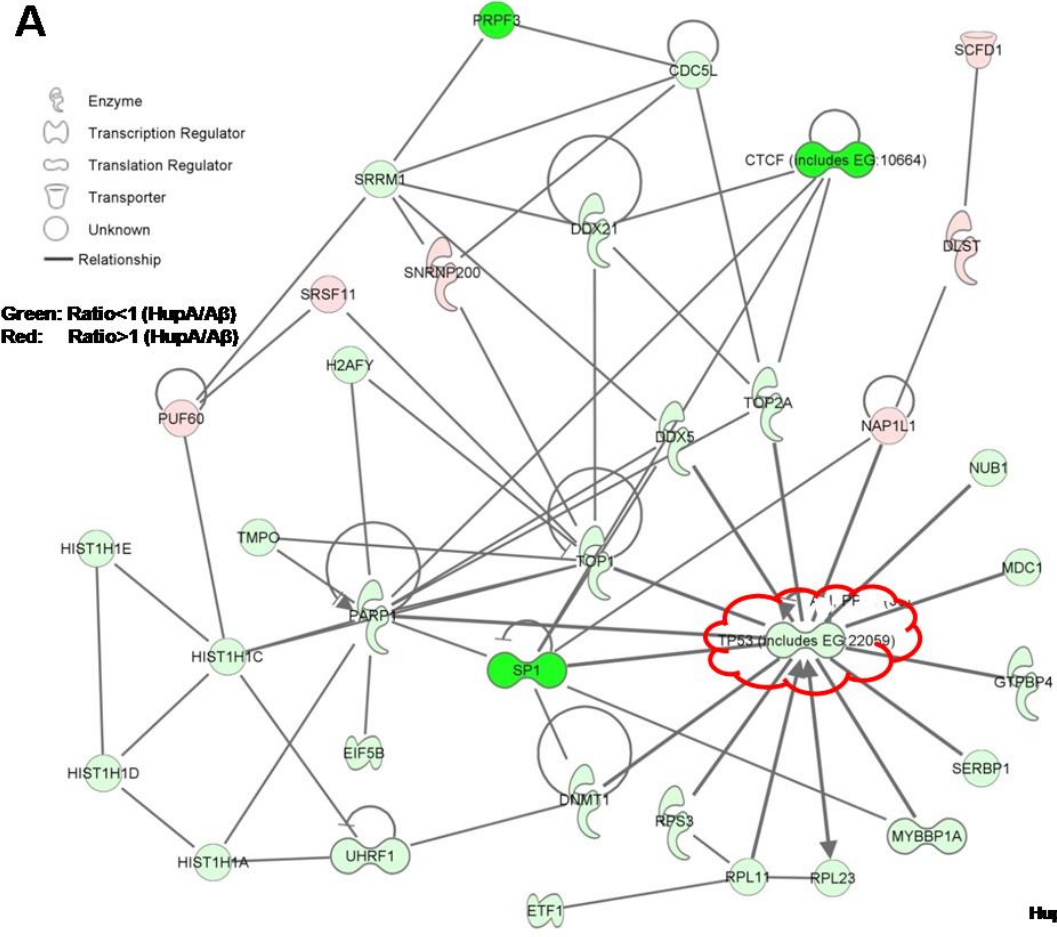 A
PRPF3
SCFD1
CDC5L
Enzyme
Transcription Regulator
Translation Regulator
Transporter
Unknown
Relationship
CTCF (includes EG:10664)
SRRM1
DDX21
DLST
SNRNP200
SRSF11
Green: Ratio<1 (HupA/Aβ)
Red: Ratio>1 (HupA/Aβ)
H2AFY
TOP2A
PUF60
NAP1L1
DDX5
NUB1
TMPO
HIST1H1E
TOP1
MDC1
PARP1
TP53 (includes EG:22059)
HIST1H1C
SP1
GTPBP4
EIF5B
HIST1H1D
SERBP1
DNMT1
RPS3
MYBBP1A
UHRF1
HIST1H1A
RPL11
RPL23
ETF1
Hup